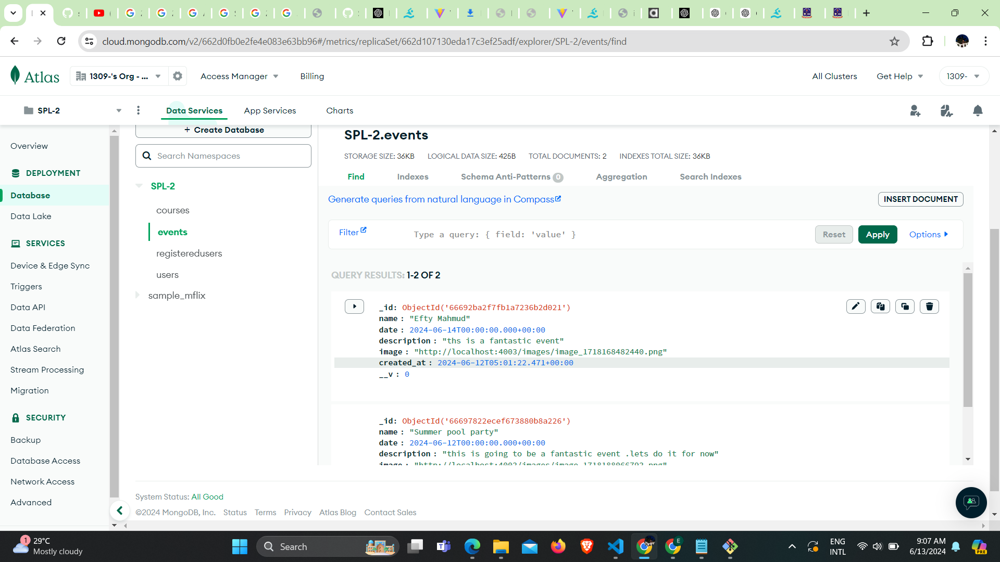 cloud.mongodb.com/v2/662d0fb0e2fe4e083e63bb96#/metrics/replicaSet/662d107130eda17c3ef25adf/explorer/SPL-2/events/find
Atlas
1309-'s Org - ...
Access Manager
Billing
All Clusters
Get Help
1309-
SPL-2
Data Services
App Services
Charts
Overview
DEPLOYMENT
Database
Data Lake
SERVICES
Device & Edge Sync
Triggers
Data API
Data Federation
Atlas Search
Stream Processing
Migration
SECURITY
Backup
Database Access
Network Access
Advanced
+ Create Database
Search Namespaces
SPL-2
courses
events
registeredusers
users
sample_mflix
SPL-2.events
STORAGE SIZE: 36KB LOGICAL DATA SIZE: 425B TOTAL DOCUMENTS: 2 INDEXES TOTAL SIZE: 36KB
Find Indexes Schema Anti-Patterns 0 Aggregation Search Indexes
Generate queries from natural language in Compass
INSERT DOCUMENT
Filter
Type a query: { field: 'value' }
Reset
Apply
Options
QUERY RESULTS: 1-2 OF 2
_id: ObjectId('66692ba2f7fb1a7236b2d021')
name : "Efty Mahmud"
date : 2024-06-14T00:00:00.000+00:00
description : "ths is a fantastic event"
image : "http://localhost:4003/images/image_1718168482440.png"
created_at : 2024-06-12T05:01:22.471+00:00
__v : 0
_id: ObjectId('66697822ecef673880b8a226')
name : "Summer pool party"
date : 2024-06-12T00:00:00.000+00:00
description : "this is going to be a fantastic event .lets do it for now"
image : "http://localhost:4003/images/image_1718188066793.png"
System Status: All Good
©2024 MongoDB, Inc. Status Terms Privacy Atlas Blog Contact Sales
1
29°C
Mostly cloudy
Search
E
ENG
INTL
9:07 AM
6/13/2024
PRE